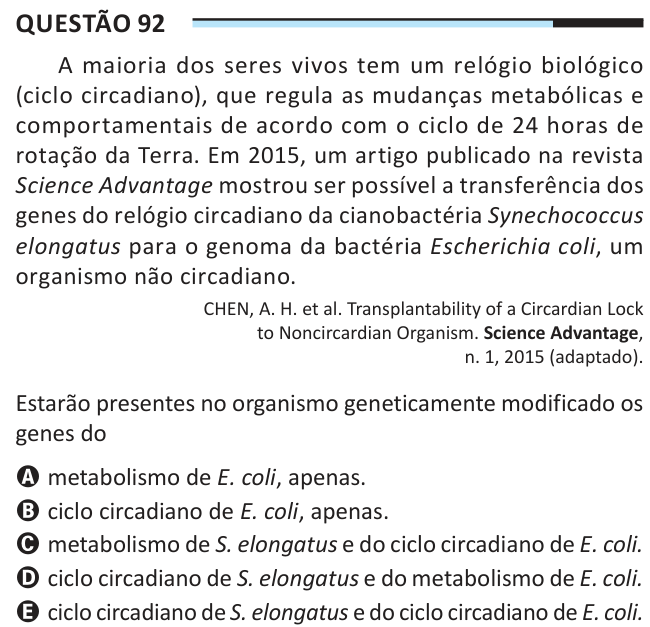 QUESTÃO 92
A maioria dos seres vivos tem um relógio biológico
(ciclo circadiano), que regula as mudanças metabólicas e
comportamentais de acordo com o ciclo de 24 horas de
rotação da Terra. Em 2015, um artigo publicado na revista
Science Advantage mostrou ser possível a transferência dos
genes do relógio circadiano da cianobactéria Synechococcus
elongatus para o genoma da bactéria Escherichia coli, um
organismo não circadiano.
CHEN, A. H. et al. Transplantability of a Circardian Lock
to Noncircardian Organism. Science Advantage,
n. 1, 2015 (adaptado).
Estarão presentes no organismo geneticamente modificado os
genes do
A metabolismo de E. coli, apenas.
B ciclo circadiano de E. coli, apenas.
C metabolismo de S. elongatus e do ciclo circadiano de E. coli.
D ciclo circadiano de S. elongatus e do metabolismo de E. coli.
E ciclo circadiano de S. elongatus e do ciclo circadiano de E. coli.